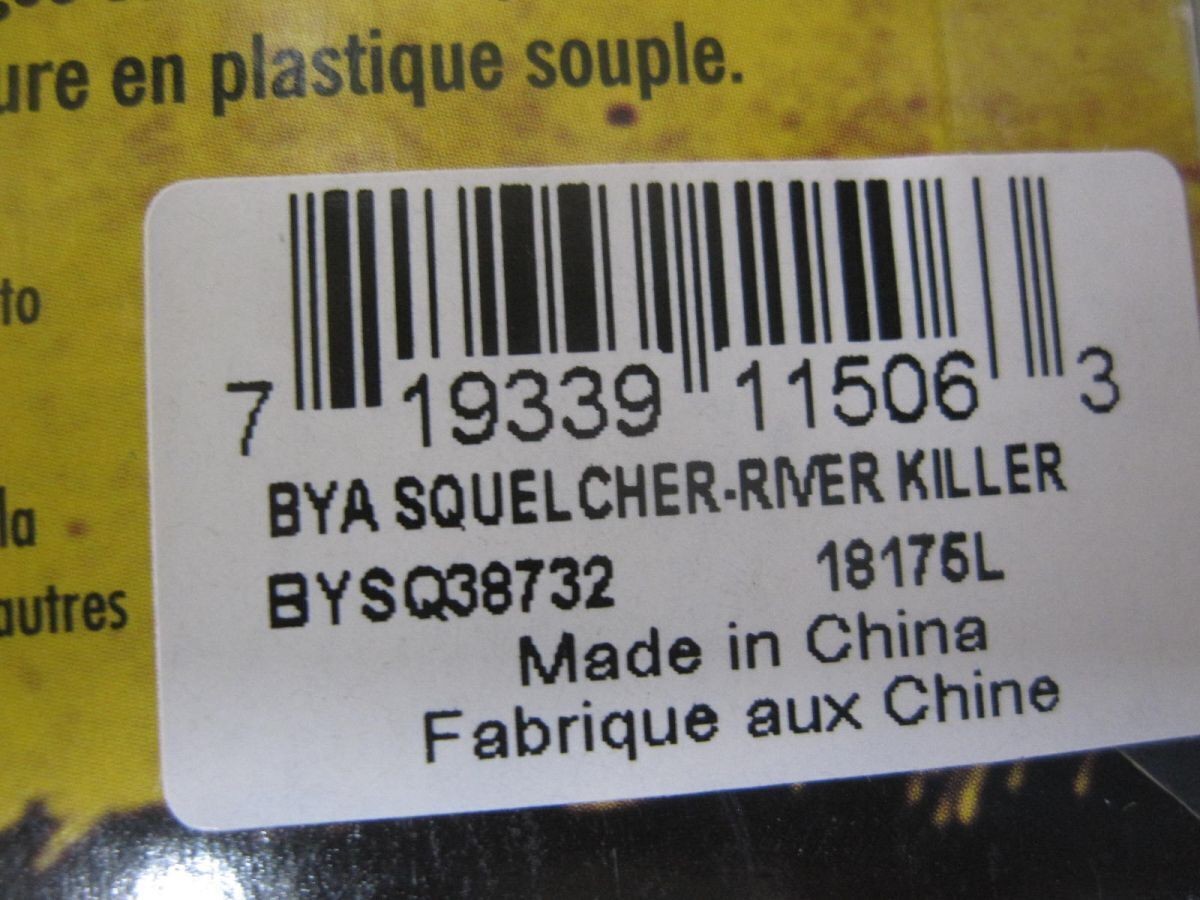 ure en plastique souple.
to
la
autres
7 19339 11506 3
BYA SQUELCHER-RIVER KILLER
BYSQ38732 18175L
Made in China
Fabrique aux Chine